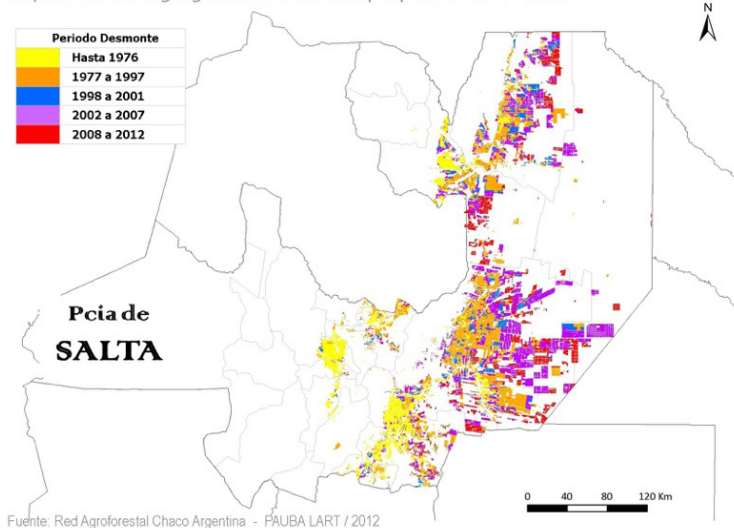 Periodo Desmonte
Hasta 1976
1977 a 1997
1998 a 2001
2002 a 2007
2008 a 2012
N
Pcia de
SALTA
0 40 80 120 Km
Fuente: Red Agroforestal Chaco Argentina - PAUBA LART / 2012